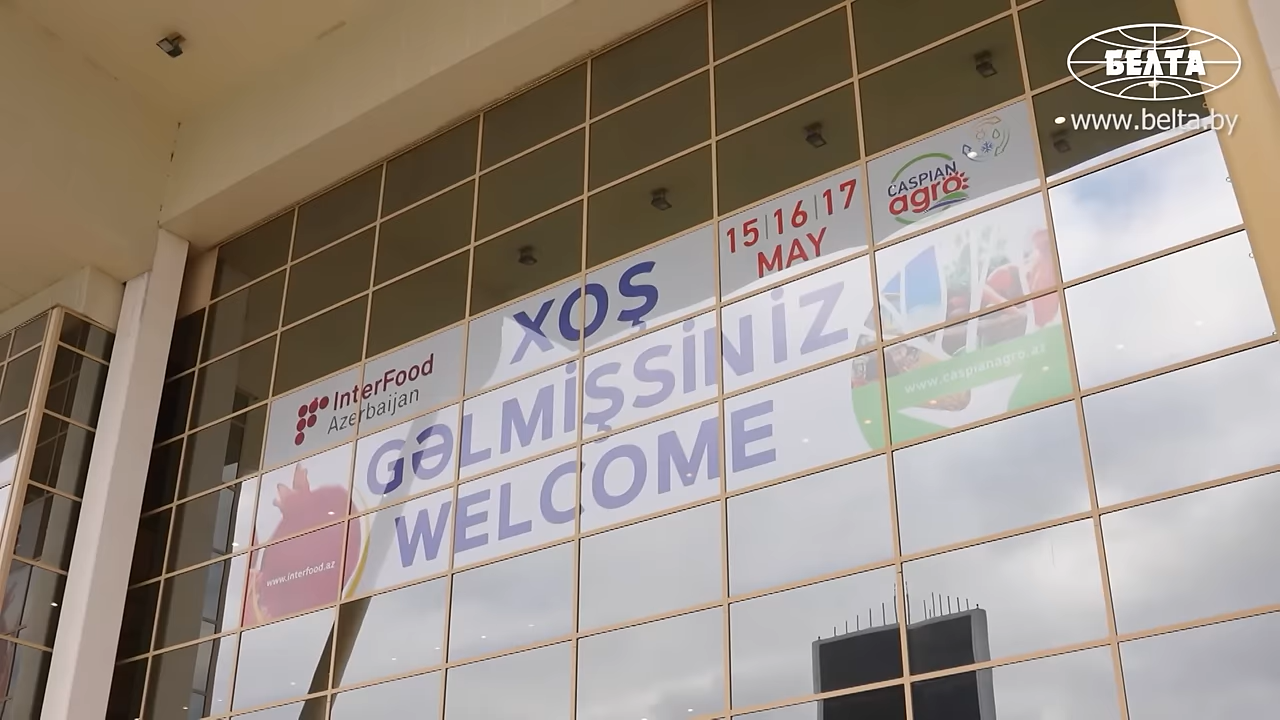 БЕЛТА
www.belta.by
CASPIAN
agro
15|16|17
MAY
XOŞ
GƏLMİŞSİNİZ
WELCOME
InterFood
Azerbaijan
www.caspianagro.az
www.interfood.az